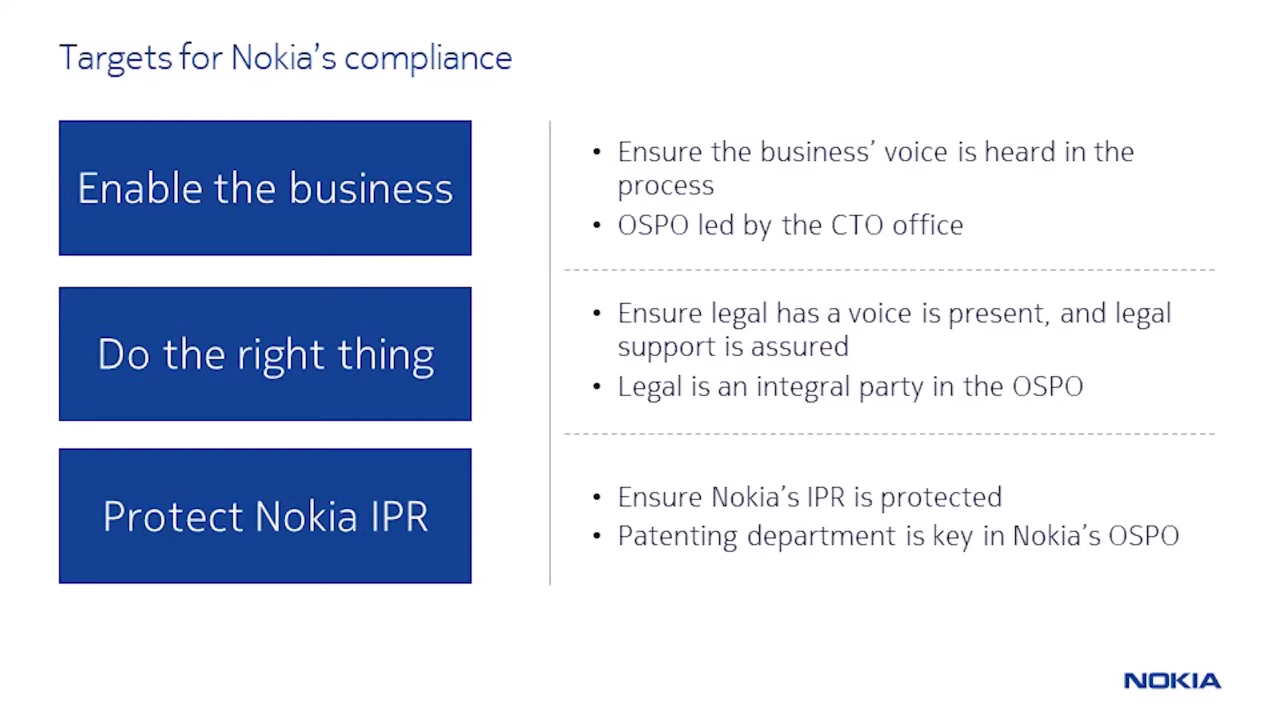 Targets for Nokia's compliance
Enable the business
• Ensure the business' voice is heard in the
process
• OSPO led by the CTO office
Do the right thing
• Ensure legal has a voice is present, and legal
support is assured
• Legal is an integral party in the OSPO
Protect Nokia IPR
• Ensure Nokia's IPR is protected
• Patenting department is key in Nokia's OSPO
NOKIA